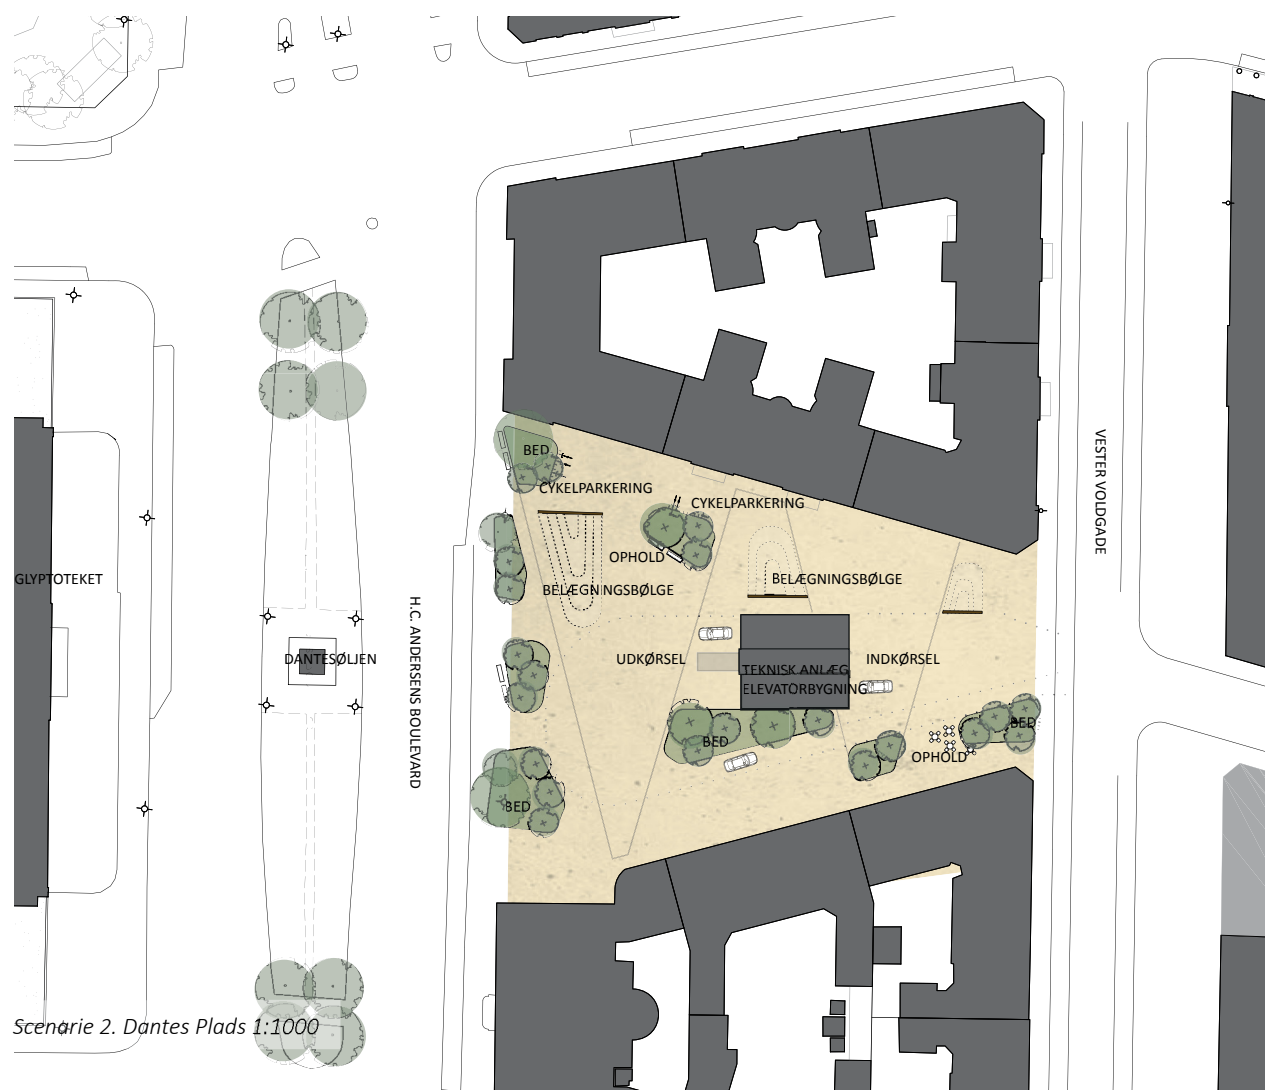 BED
CYKELPARKERING
CYKELPARKERING
OPHOLD
BELÆGNINGSBØLGE
BELÆGNINGSBØLGE
VESTER VOLDGADE
GLYPTOTEKET
DANTESØLJEN
H.C. ANDERSENS BOULEVARD
UDKØRSEL
TEKNISK ANLÆG
ELEVATORBYGNING
INDKØRSEL
BED
BED
OPHOLD
BED
Scenarie 2. Dantes Plads 1:1000